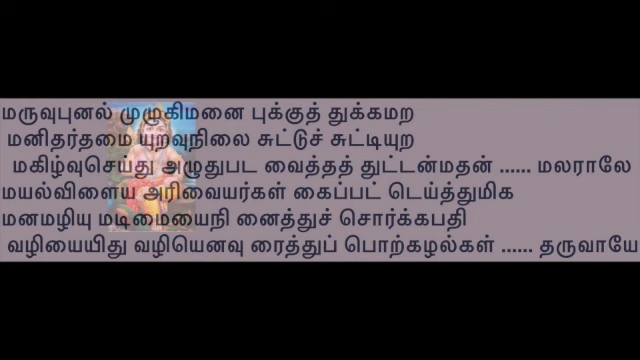 மருவுபுனல் முழுகிமனை புக்குத் துக்கமற
மனிதர்தமை யுறவுநிலை சுட்டுச் சுட்டியுற
மகிழ்வுசெய்து அழுதுபட வைத்தத் துட்டன்மதன் ...... மலராலே
மயல்விளைய அரிவையர்கள் கைப்பட் டெய்த்துமிக
மனமழியு மடிமையைநி னைத்துச் சொர்க்கபதி
வழியையிது வழியெனவு ரைத்துப் பொற்கழல்கள் ...... தருவாயே